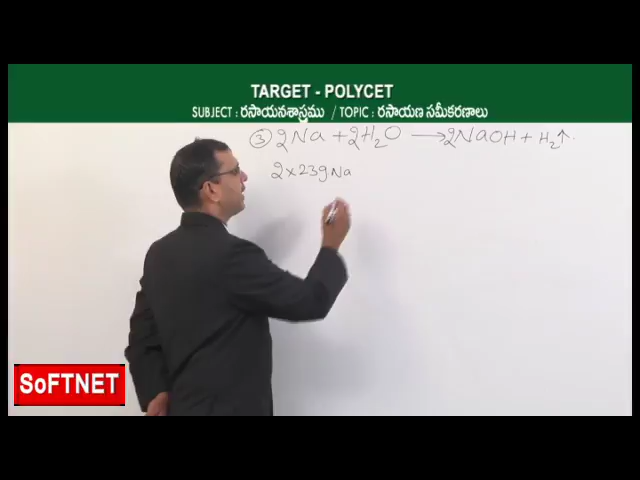 TARGET - POLYCET
SUBJECT : రసాయనశాస్త్రము / TOPIC : రసాయణ సమీకరణాలు
③ 2Na + 2H₂O → 2NaOH + H₂↑.
2×23g Na
SoFTNET